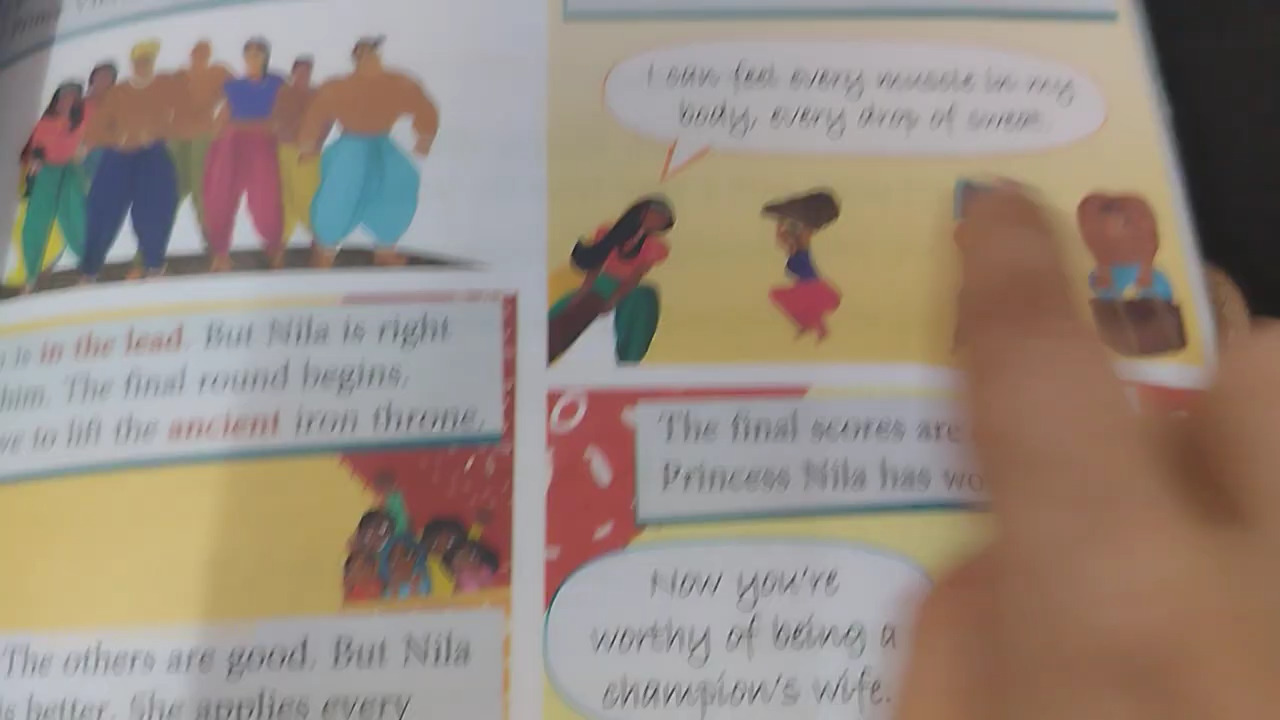 is in the lead. But Nila is right
him. The final round begins.
to lift the ancient iron throne.
The others are good. But Nila
is better. She applies every
I can feel every muscle in my
body, every drop of sweat.
The final scores are
Princess Nila has
Now you're
worthy of being a
champion's wife.